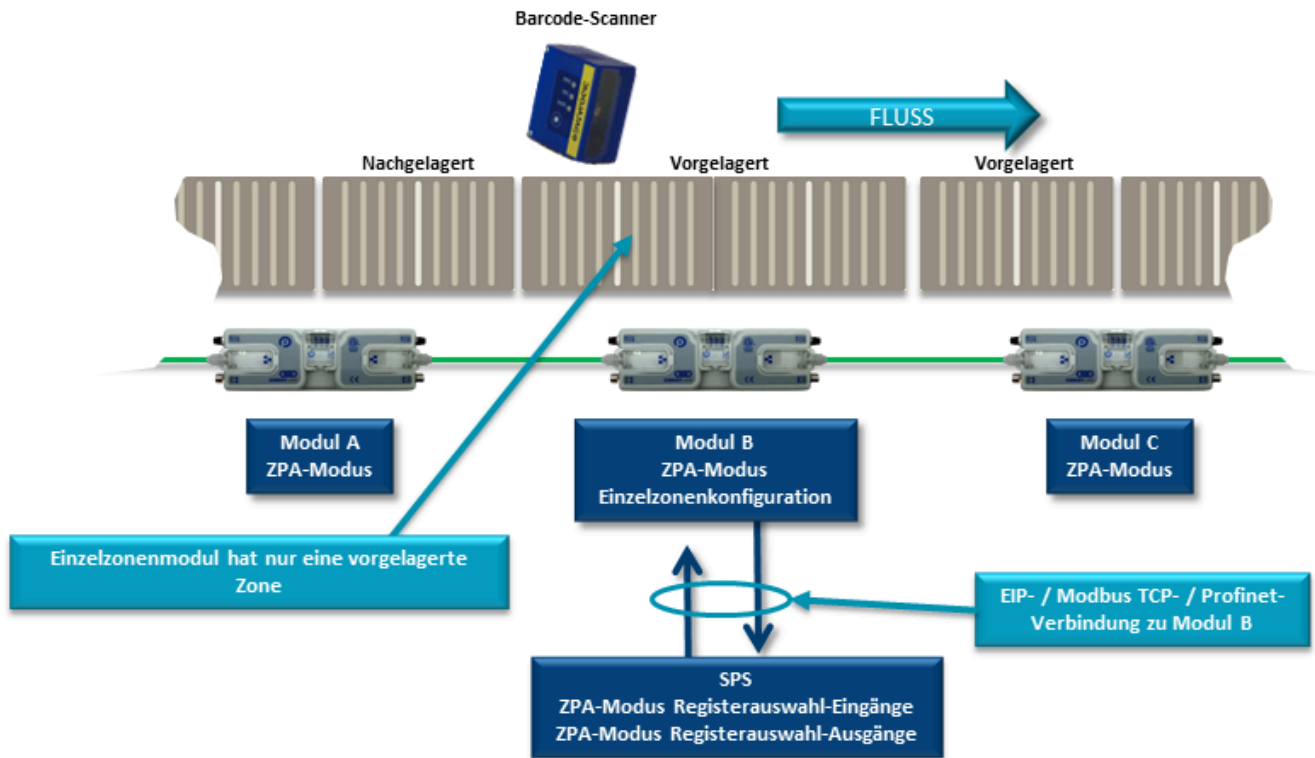 Barcode-Scanner
FLUSS
Nachgelagert
Vorgelagert
Vorgelagert
Modul A
ZPA-Modus
Modul B
ZPA-Modus
Einzelzonenkonfiguration
Modul C
ZPA-Modus
Einzelzonenmodul hat nur eine vorgelagerte
Zone
EIP- / Modbus TCP- / Profinet-
Verbindung zu Modul B
SPS
ZPA-Modus Registerauswahl-Eingänge
ZPA-Modus Registerauswahl-Ausgänge